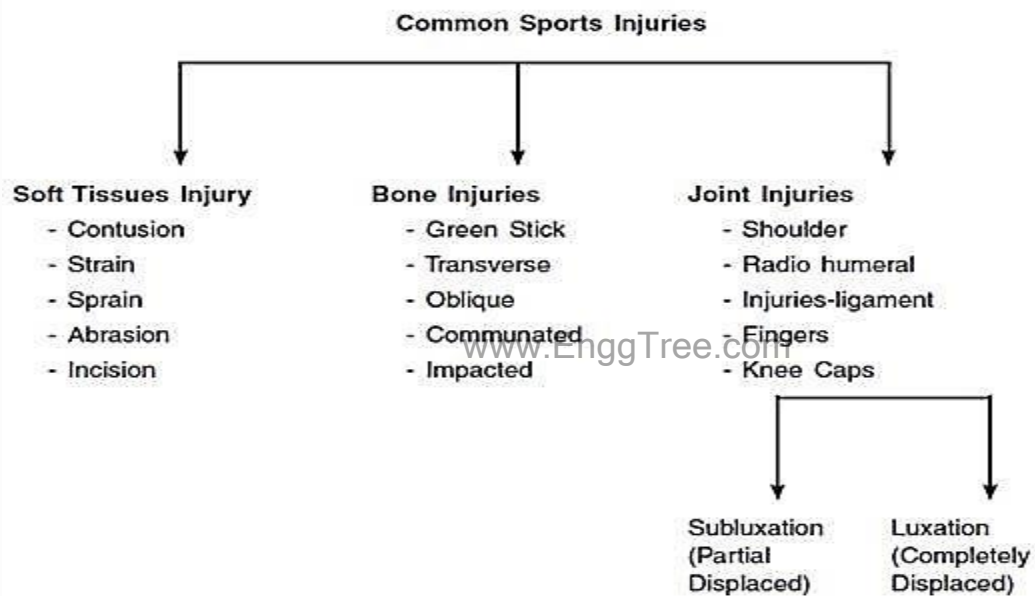 Common Sports Injuries
Soft Tissues Injury
- Contusion
- Strain
- Sprain
- Abrasion
- Incision
Bone Injuries
- Green Stick
- Transverse
- Oblique
- Communated
- Impacted
Joint Injuries
- Shoulder
- Radio humeral
- Injuries-ligament
- Fingers
- Knee Caps
www.EnggTree.com
Subluxation
(Partial
Displaced)
Luxation
(Completely
Displaced)